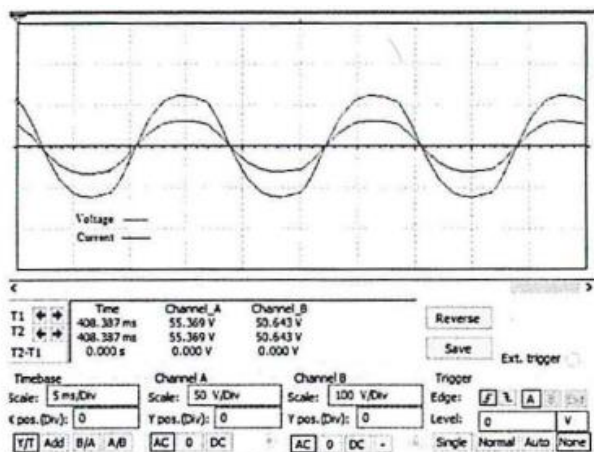 Voltage
Current
Time Channel_A Channel_B
T1 408.387 ms 55.369 V 50.643 V
T2 408.387 ms 55.369 V 50.643 V
T2-T1 0.000 s 0.000 V 0.000 V
Reverse
Save
Ext. trigger
Timebase Channel A Channel B Trigger
Scale: 5 ms/Div Scale: 50 V/Div Scale: 100 V/Div Edge: A B Ext
X pos.(Div): 0 Y pos.(Div): 0 Y pos.(Div): 0 Level: 0 V
Y/T Add B/A A/B AC 0 DC AC 0 DC - Single Normal Auto None